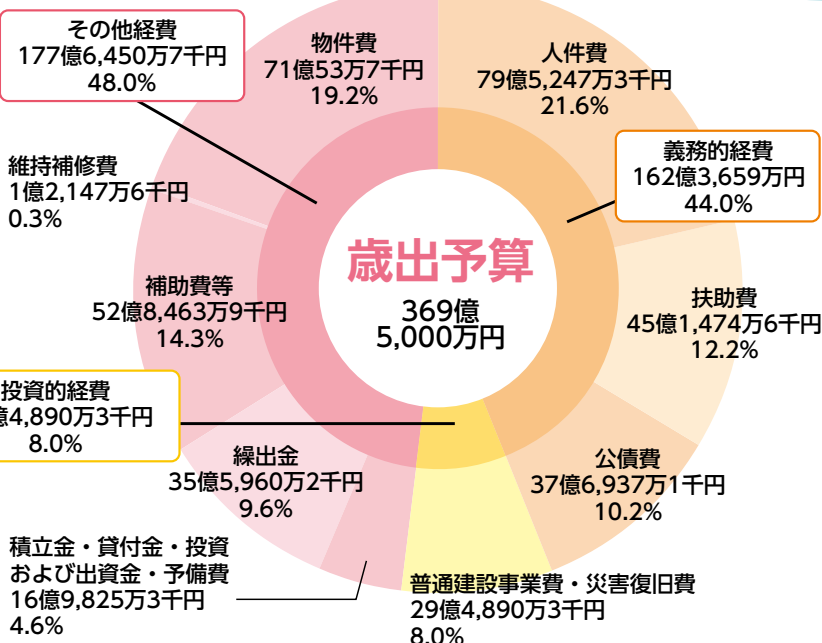 その他経費
177億6,450万7千円
48.0%
物件費
71億53万7千円
19.2%
人件費
79億5,247万3千円
21.6%
義務的経費
162億3,659万円
44.0%
維持補修費
1億2,147万6千円
0.3%
歳出予算
369億
5,000万円
補助費等
52億8,463万9千円
14.3%
扶助費
45億1,474万6千円
12.2%
投資的経費
億4,890万3千円
8.0%
繰出金
35億5,960万2千円
9.6%
公債費
37億6,937万1千円
10.2%
積立金・貸付金・投資
および出資金・予備費
16億9,825万3千円
4.6%
普通建設事業費・災害復旧費
29億4,890万3千円
8.0%